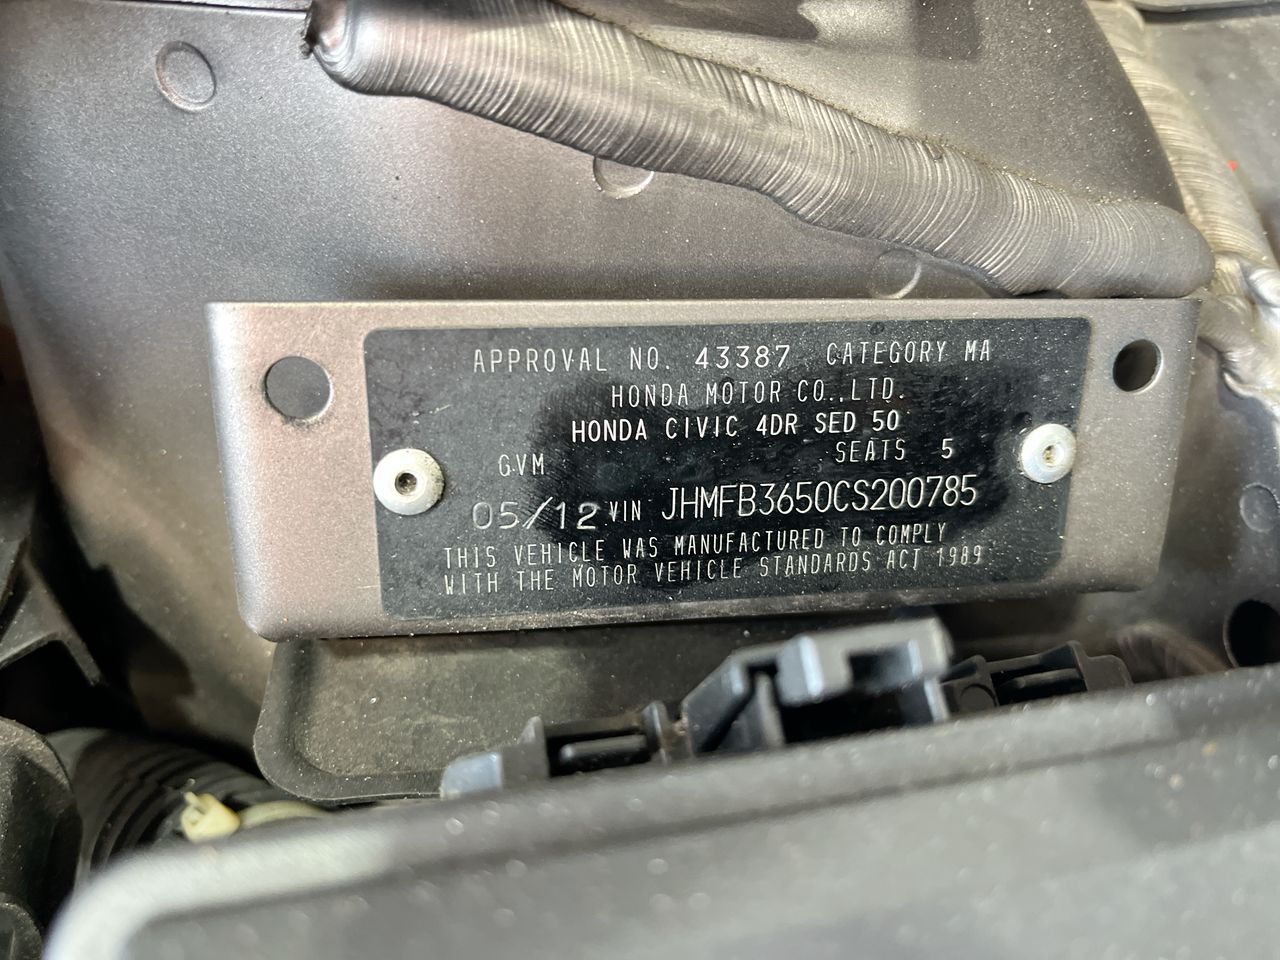 APPROVAL NO. 43387 CATEGORY MA
HONDA MOTOR CO.,LTD.
HONDA CIVIC 4DR SED 50
GVM SEATS 5
05/12 VIN JHMFB3650CS200785
THIS VEHICLE WAS MANUFACTURED TO COMPLY
WITH THE MOTOR VEHICLE STANDARDS ACT 1989